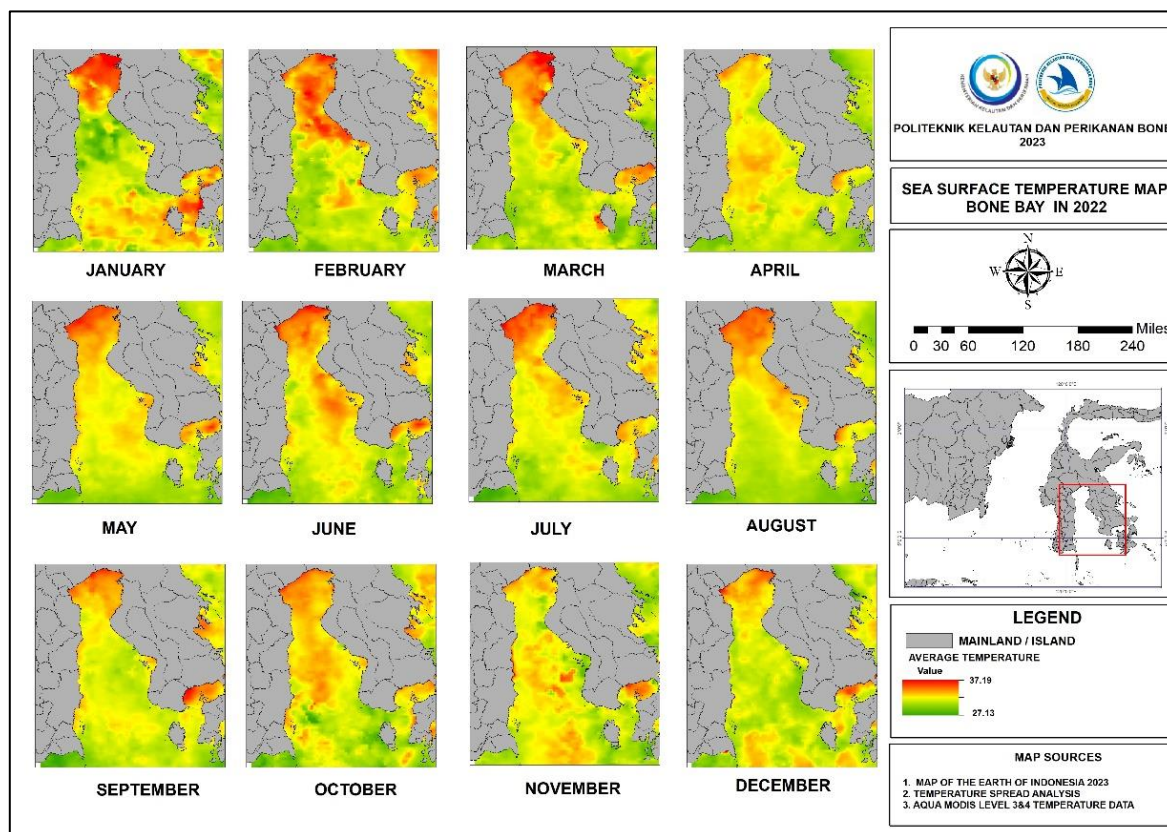 JANUARY
FEBRUARY
MARCH
APRIL
MAY
JUNE
JULY
AUGUST
SEPTEMBER
OCTOBER
NOVEMBER
DECEMBER
POLITEKNIK KELAUTAN DAN PERIKANAN BONE
2023
SEA SURFACE TEMPERATURE MAP
BONE BAY IN 2022
N
W E
S
Miles
0 30 60 120 180 240
LEGEND
MAINLAND / ISLAND
AVERAGE TEMPERATURE
Value
37.19
27.13
MAP SOURCES
1. MAP OF THE EARTH OF INDONESIA 2023
2. TEMPERATURE SPREAD ANALYSIS
3. AQUA MODIS LEVEL 3&4 TEMPERATURE DATA